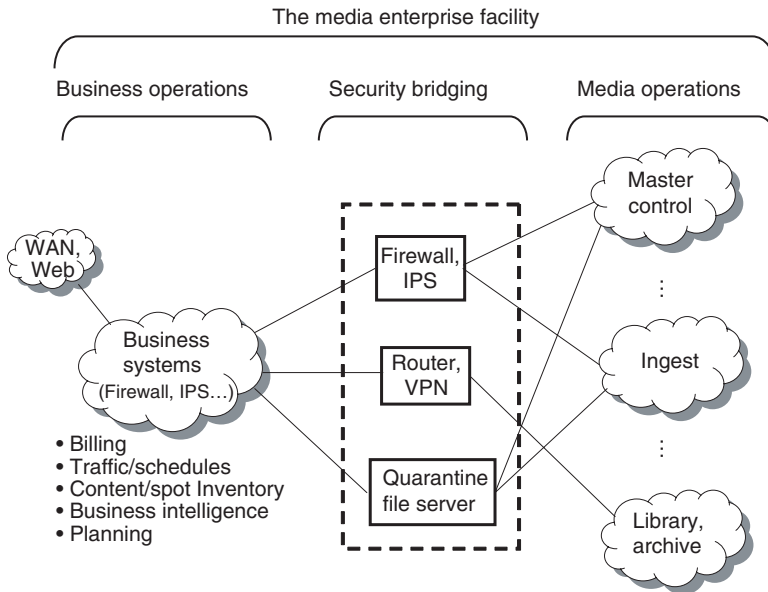 The media enterprise facility
Business operations
Security bridging
Media operations
WAN,
Web
Business
systems
(Firewall, IPS…)
• Billing
• Traffic/schedules
• Content/spot Inventory
• Business intelligence
• Planning
Firewall,
IPS
Router,
VPN
Quarantine
file server
Master
control
...
Ingest
...
Library,
archive